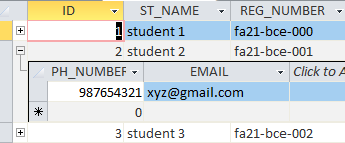 ID ST_NAME REG_NUMBER
1 student 1 fa21-bce-000
2 student 2 fa21-bce-001
PH_NUMBER EMAIL Click to A
987654321 xyz@gmail.com
0
3 student 3 fa21-bce-002